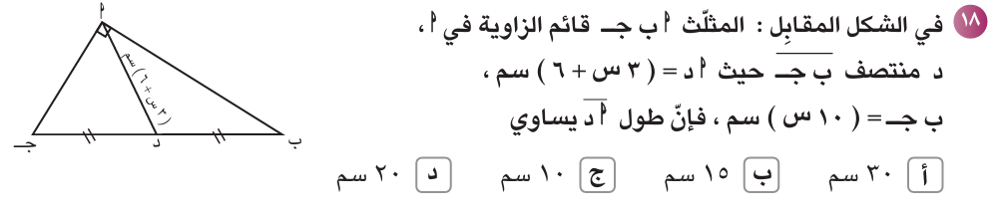 ١٨ في الشكل المقابِل : المثلّث أ ب جـ قائم الزاوية في أ ،
د منتصف ب جـ حيث أ د = ( ٣ س + ٦ ) سم ،
ب جـ = ( ١٠ س ) سم ، فإنّ طول أ د يساوي
أ ٣٠ سم ب ١٥ سم ج ١٠ سم د ٢٠ سم
أ
( ٣ س + ٦ ) سم
جـ د ب